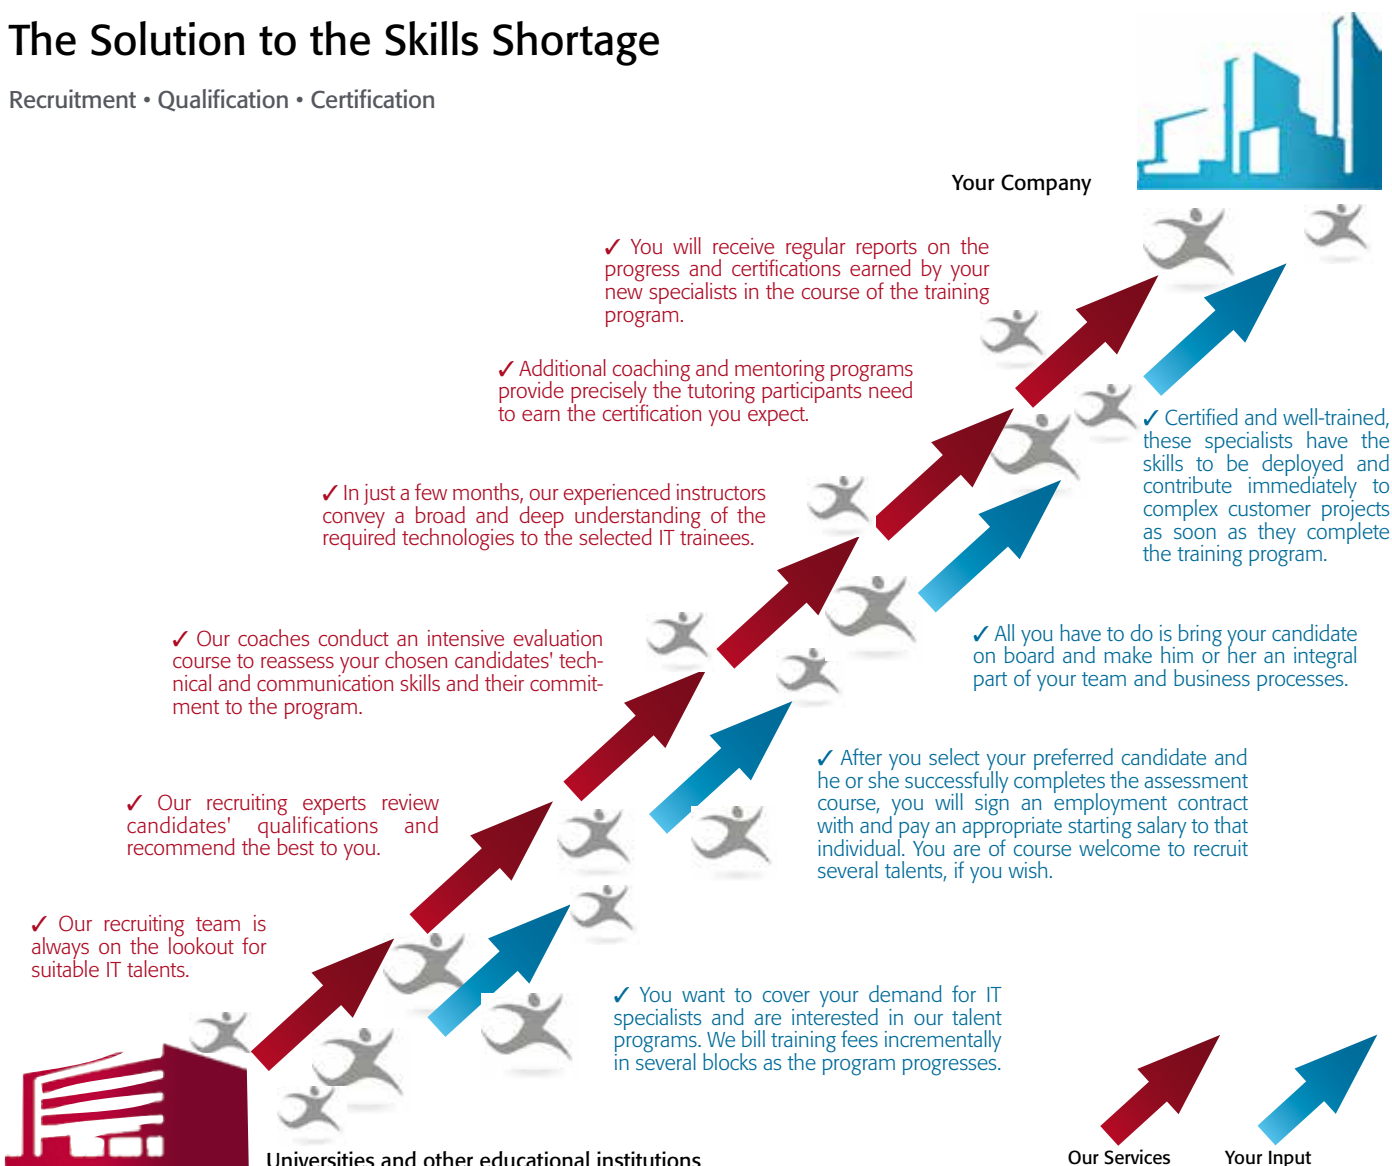 The Solution to the Skills Shortage
Recruitment • Qualification • Certification
Your Company
✓ You will receive regular reports on the
progress and certifications earned by your
new specialists in the course of the training
program.
✓ Additional coaching and mentoring programs
provide precisely the tutoring participants need
to earn the certification you expect.
✓ Certified and well-trained,
these specialists have the
skills to be deployed and
contribute immediately to
complex customer projects
as soon as they complete
the training program.
✓ In just a few months, our experienced instructors
convey a broad and deep understanding of the
required technologies to the selected IT trainees.
✓ All you have to do is bring your candidate
on board and make him or her an integral
part of your team and business processes.
✓ Our coaches conduct an intensive evaluation
course to reassess your chosen candidates' tech-
nical and communication skills and their commit-
ment to the program.
✓ After you select your preferred candidate and
he or she successfully completes the assessment
course, you will sign an employment contract
with and pay an appropriate starting salary to that
individual. You are of course welcome to recruit
several talents, if you wish.
✓ Our recruiting experts review
candidates' qualifications and
recommend the best to you.
✓ Our recruiting team is
always on the lookout for
suitable IT talents.
✓ You want to cover your demand for IT
specialists and are interested in our talent
programs. We bill training fees incrementally
in several blocks as the program progresses.
Universities and other educational institutions
Our Services
Your Input